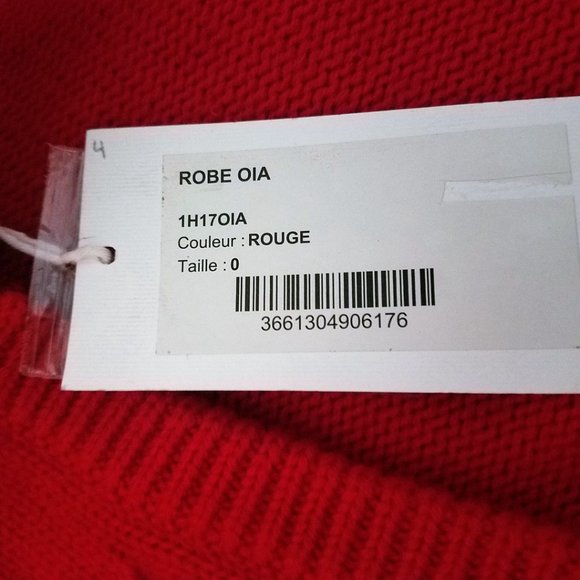 4
ROBE OIA
1H17OIA
Couleur : ROUGE
Taille : 0
3661304906176